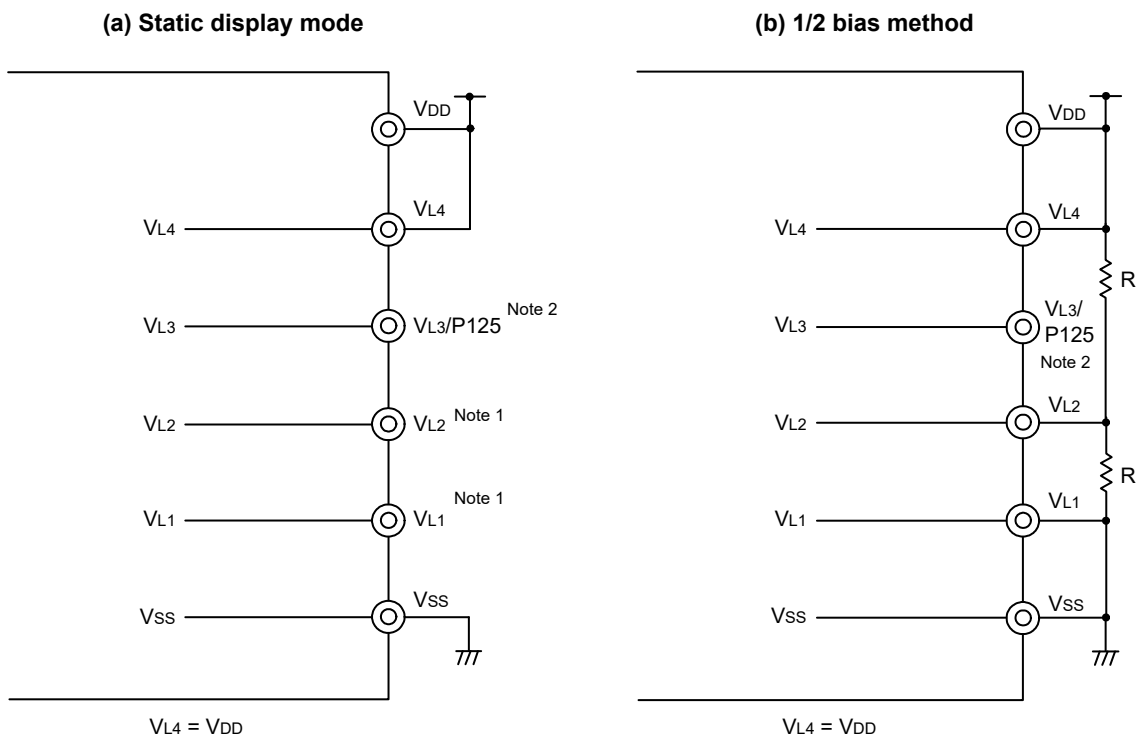 (a) Static display mode
VDD
VL4
VL4
VL3
VL3/P125 Note 2
VL2
VL2 Note 1
Note 1
VL1
VL1
VSS
VSS
VL4 = VDD
(b) 1/2 bias method
VDD
VL4
VL4
R
VL3
VL3/
P125
Note 2
VL2
VL2
R
VL1
VL1
VSS
VSS
VL4 = VDD